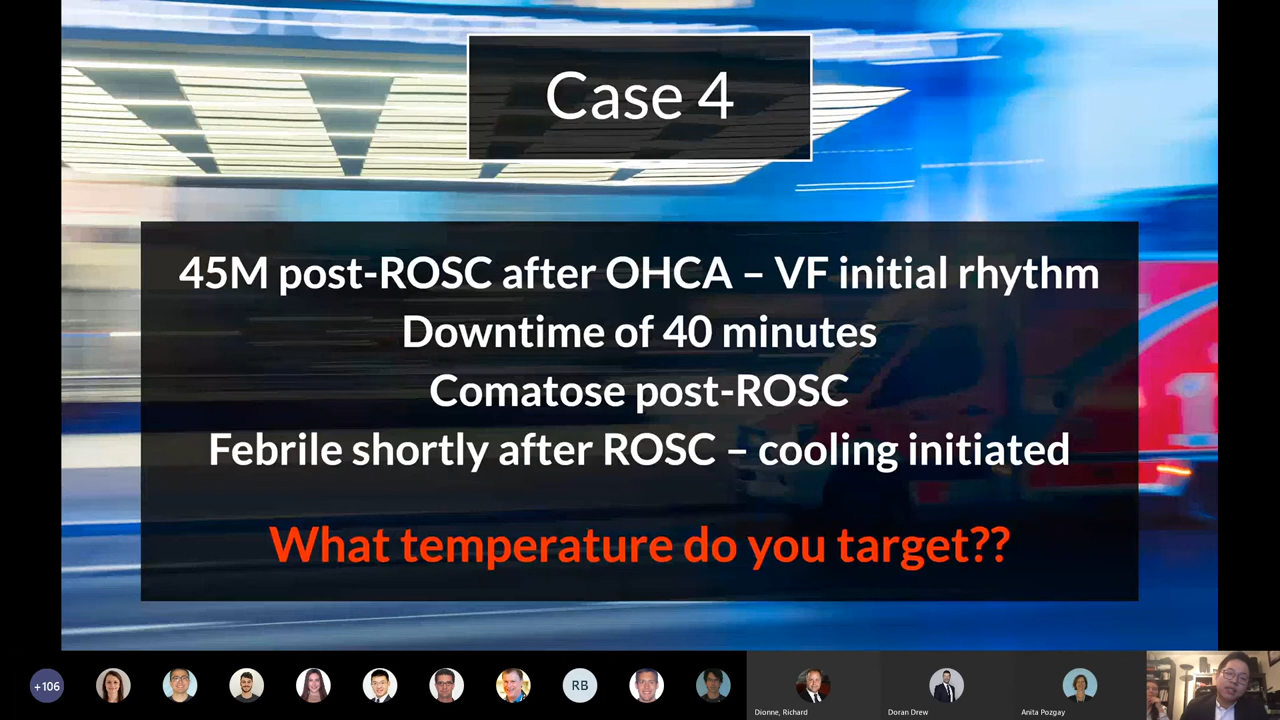 Case 4
45M post-ROSC after OHCA – VF initial rhythm
Downtime of 40 minutes
Comatose post-ROSC
Febrile shortly after ROSC – cooling initiated
What temperature do you target??
+106
RB
Dionne, Richard
Doran Drew
Anita Pozgay